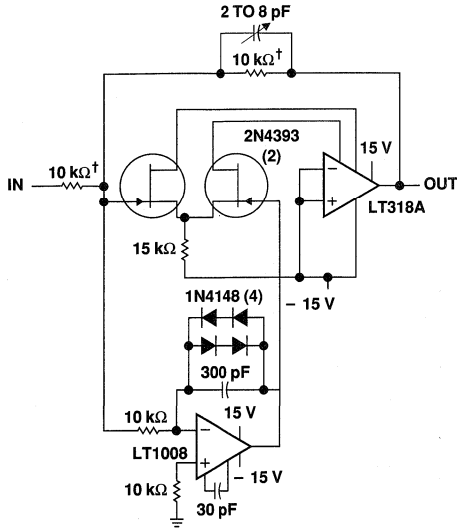 2 TO 8 pF
10 kΩ†
2N4393
(2)
15 V
10 kΩ†
IN
−
+
OUT
LT318A
15 kΩ
− 15 V
1N4148 (4)
300 pF
10 kΩ
15 V
−
LT1008
+
− 15 V
10 kΩ
30 pF